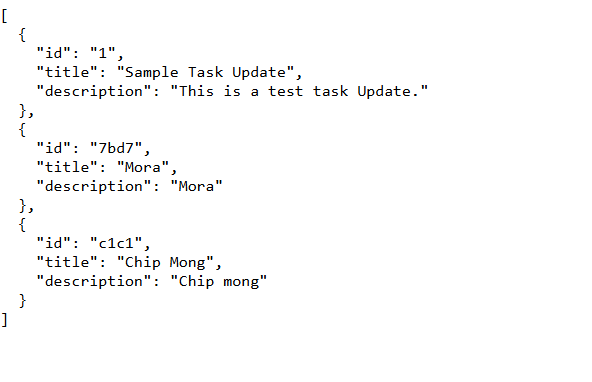 [
  {
    "id": "1",
    "title": "Sample Task Update",
    "description": "This is a test task Update."
  },
  {
    "id": "7bd7",
    "title": "Mora",
    "description": "Mora"
  },
  {
    "id": "c1c1",
    "title": "Chip Mong",
    "description": "Chip mong"
  }
]